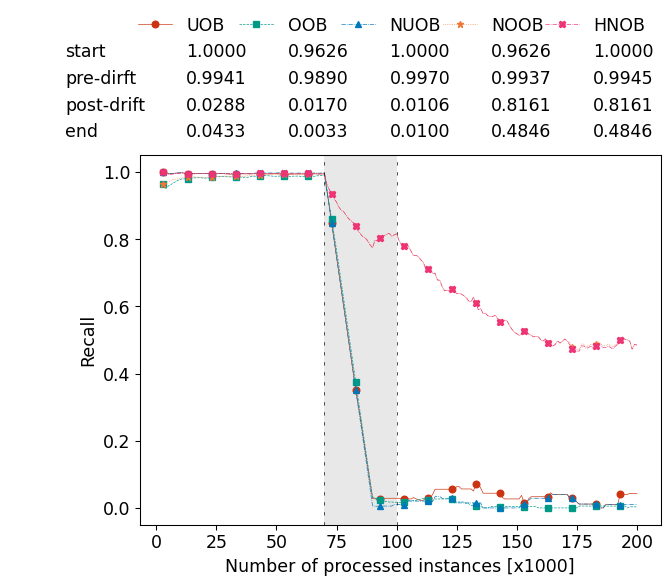 UOB OOB NUOB NOOB HNOB
start 1.0000 0.9626 1.0000 0.9626 1.0000
pre-dirft 0.9941 0.9890 0.9970 0.9937 0.9945
post-drift 0.0288 0.0170 0.0106 0.8161 0.8161
end 0.0433 0.0033 0.0100 0.4846 0.4846
1.0
0.8
0.6
0.4
0.2
0.0
Recall
0 25 50 75 100 125 150 175 200
Number of processed instances [x1000]